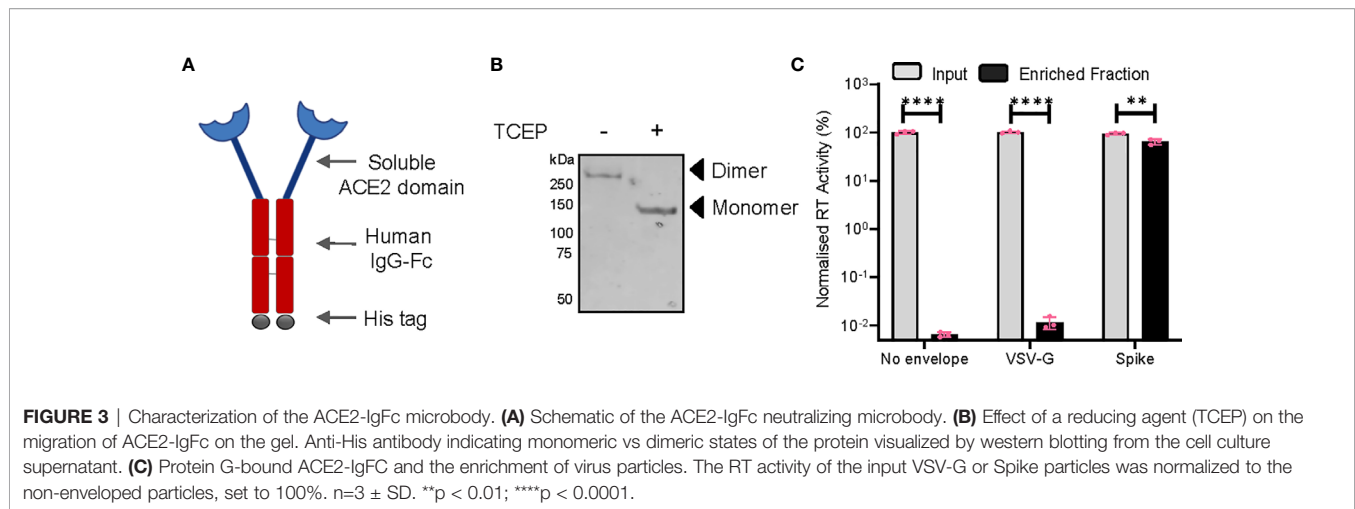 A
Soluble
ACE2 domain
Human
IgG-Fc
His tag
B
TCEP - +
kDa
250
150
100
75
50
Dimer
Monomer
C
Input Enriched Fraction
Normalised RT Activity (%)
10³
10²
10¹
10⁰
10⁻¹
10⁻²
**** **** **
No envelope VSV-G Spike
FIGURE 3 | Characterization of the ACE2-IgFc microbody. (A) Schematic of the ACE2-IgFc neutralizing microbody. (B) Effect of a reducing agent (TCEP) on the
migration of ACE2-IgFc on the gel. Anti-His antibody indicating monomeric vs dimeric states of the protein visualized by western blotting from the cell culture
supernatant. (C) Protein G-bound ACE2-IgFC and the enrichment of virus particles. The RT activity of the input VSV-G or Spike particles was normalized to the
non-enveloped particles, set to 100%. n=3 ± SD. **p < 0.01; ****p < 0.0001.